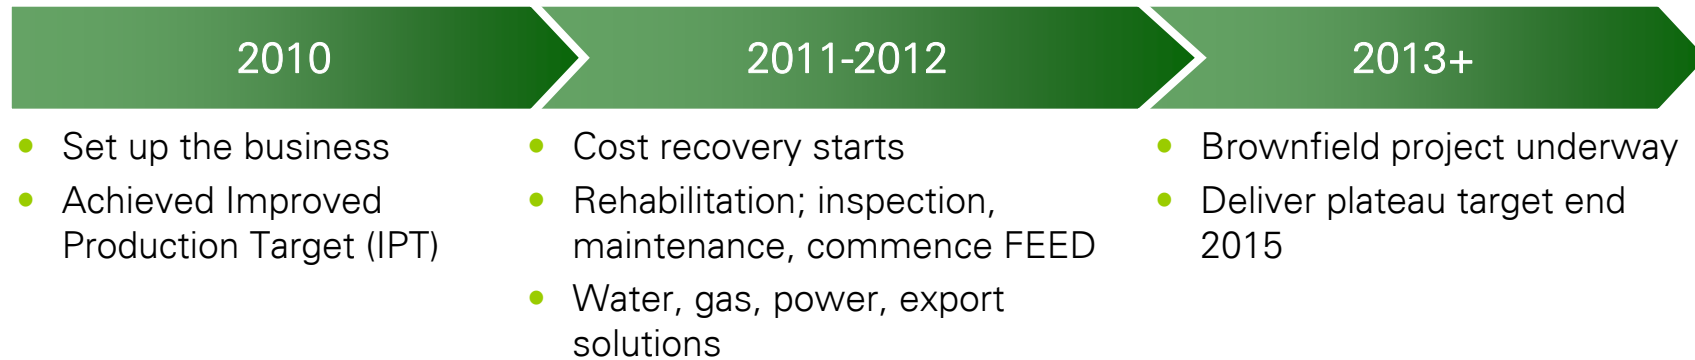 2010
• Set up the business
• Achieved Improved
Production Target (IPT)
2011-2012
• Cost recovery starts
• Rehabilitation; inspection,
maintenance, commence FEED
• Water, gas, power, export
solutions
2013+
• Brownfield project underway
• Deliver plateau target end
2015